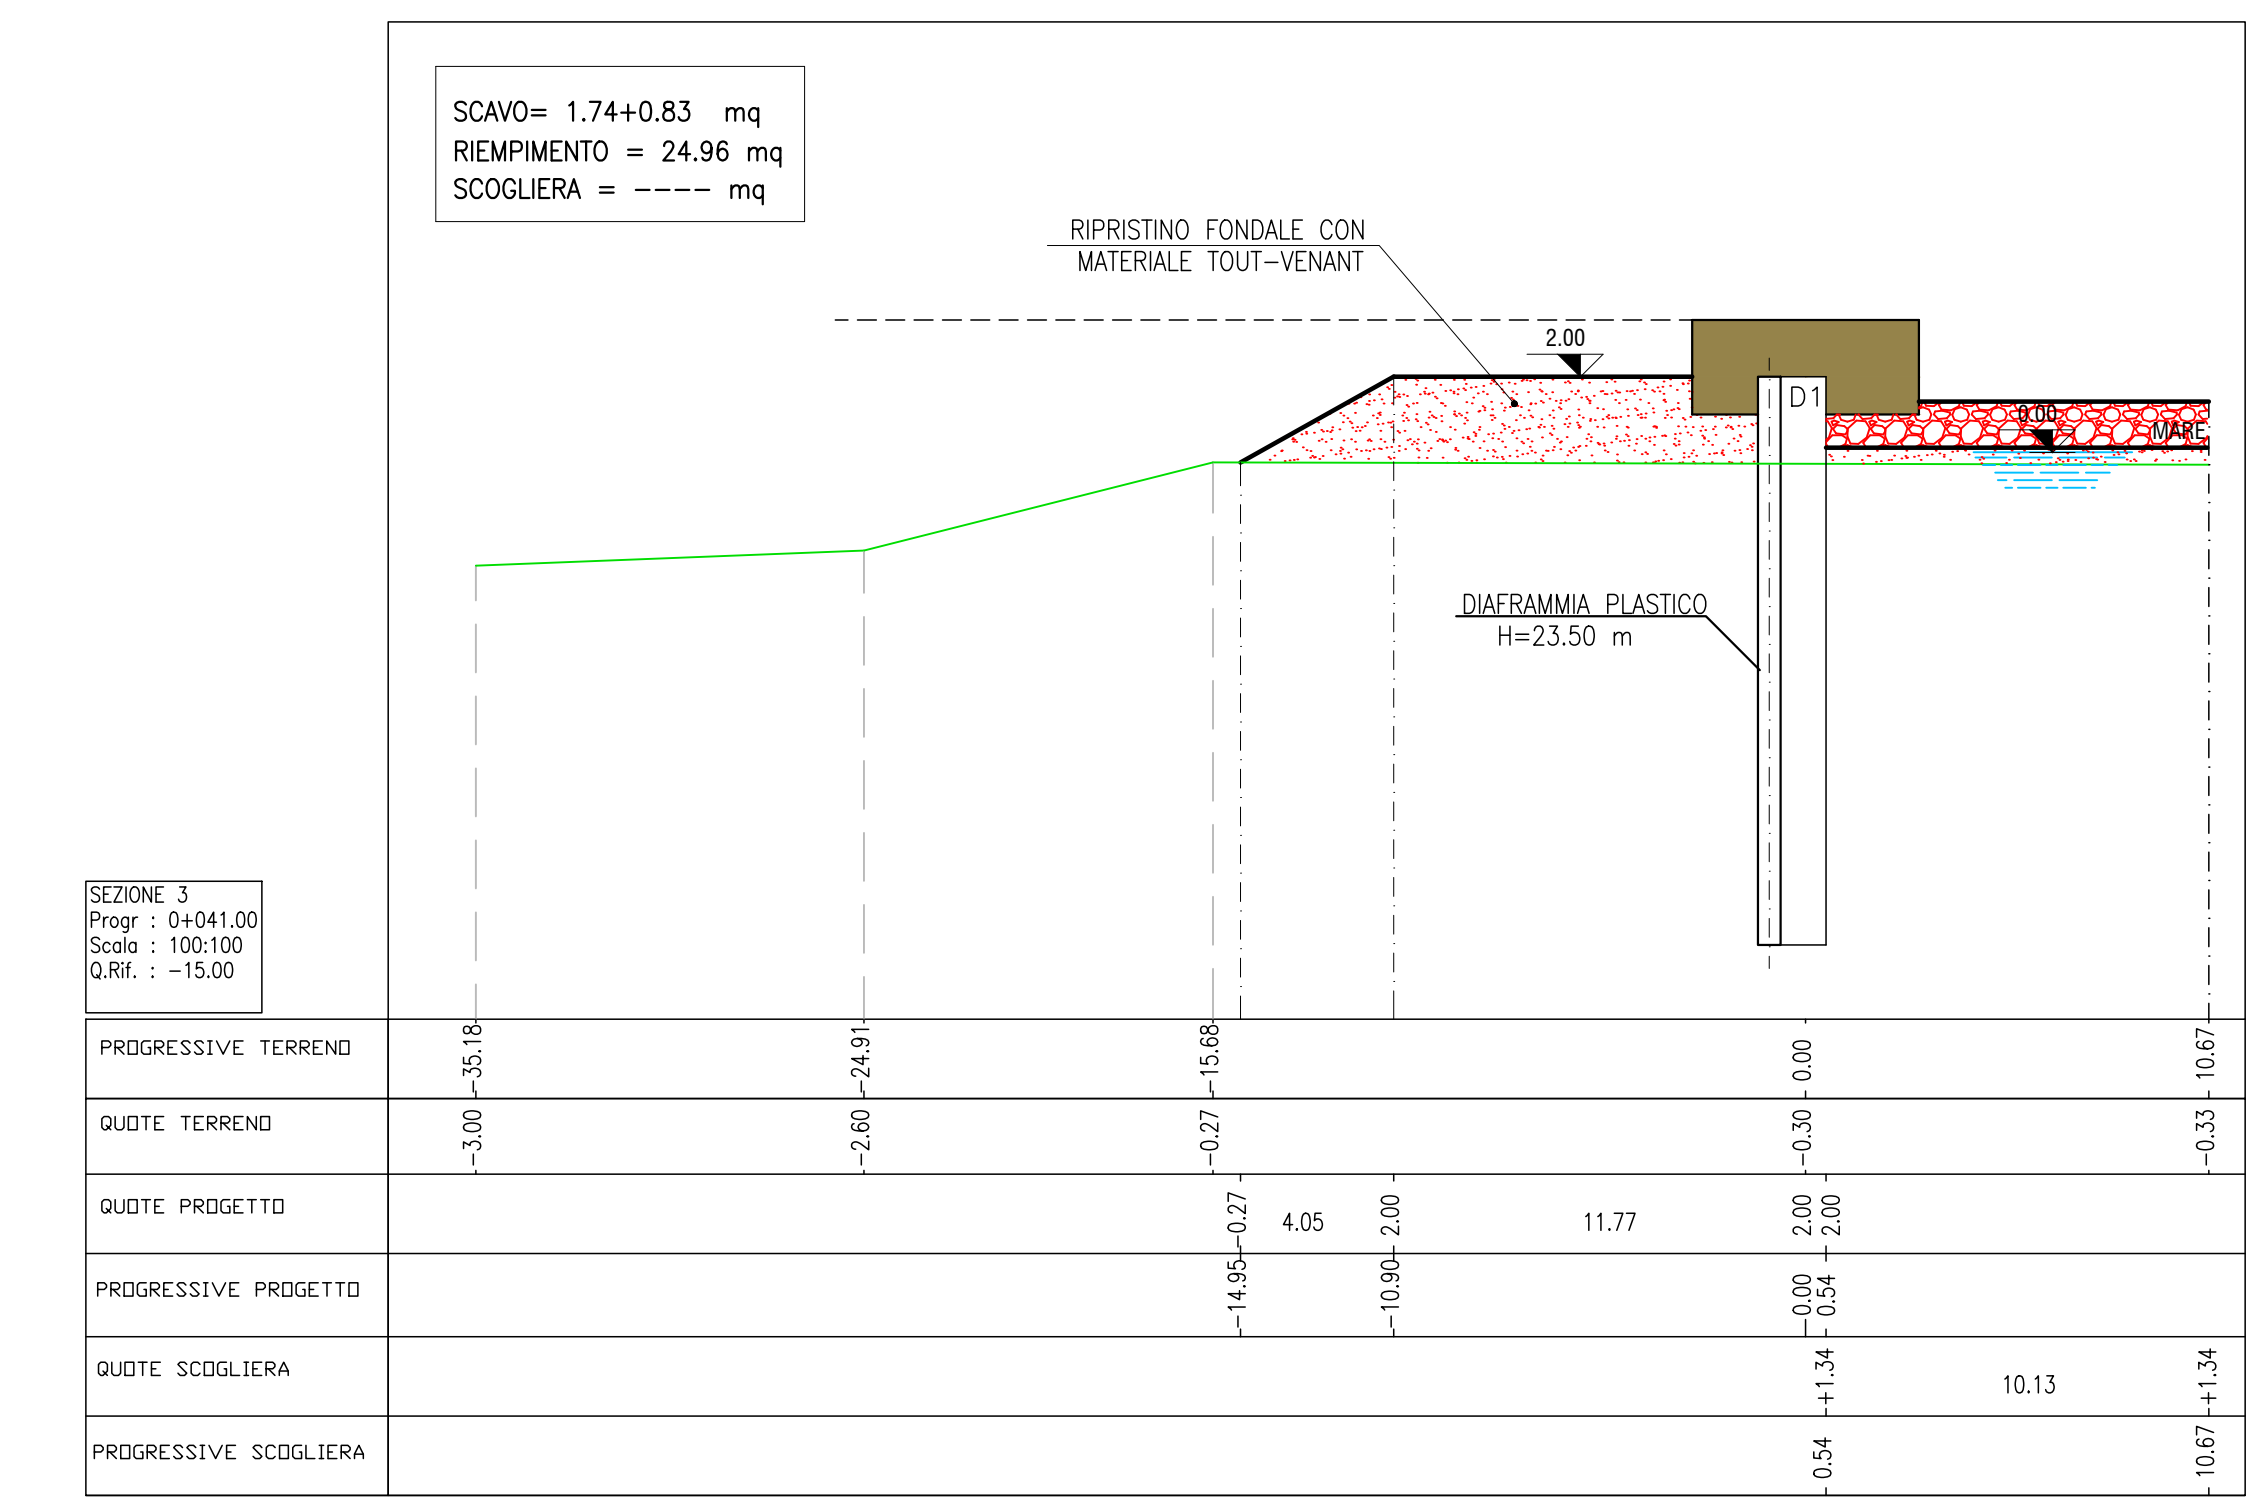 SCAVO= 1.74+0.83 mq
RIEMPIMENTO = 24.96 mq
SCOGLIERA = ---- mq
RIPRISTINO FONDALE CON
MATERIALE TOUT-VENANT
2.00
D1
0.00
MARE
DIAFRAMMIA PLASTICO
H=23.50 m
SEZIONE 3
Progr : 0+041.00
Scala : 100:100
Q.Rif. : -15.00
PROGRESSIVE TERRENO -35.18 -24.91 -15.68 0.00 10.67
QUOTE TERRENO -3.00 -2.60 -0.27 -0.30 -0.33
QUOTE PROGETTO -0.27 4.05 2.00 11.77 2.00 2.00
PROGRESSIVE PROGETTO -14.95 -10.90 -0.00 0.54
QUOTE SCOGLIERA +1.34 10.13 +1.34
PROGRESSIVE SCOGLIERA 0.54 10.67